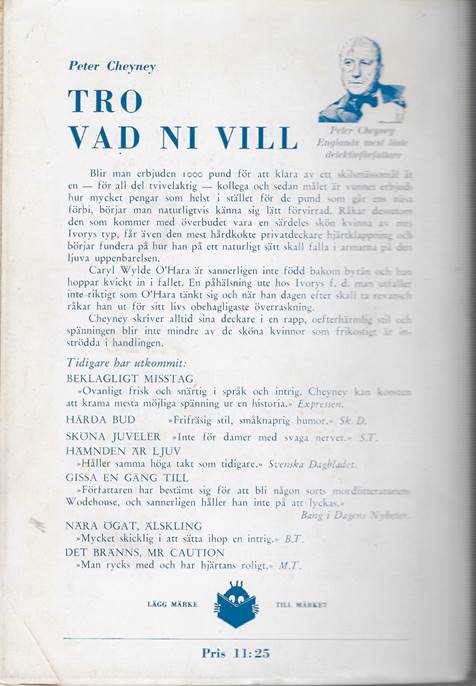 Peter Cheyney
TRO
VAD NI VILL
Peter Cheyney
Englands mest läste
detektivförfattare
Blir man erbjuden 1000 pund för att klara av ett skilsmässomål åt
en — för all del tvivelaktig — kollega och sedan målet är vunnet erbjuds
hur mycket pengar som helst i stället för de pund som går ens näsa
förbi, börjar man naturligtvis känna sig lätt förvirrad. Råkar dessutom
den som kommer med överbudet vara en särdeles skön kvinna av mrs
Ivorys typ, får även den mest hårdkokte privatdeckare hjärtklappning och
börjar fundera på hur han på ett naturligt sätt skall falla i armarna på den
ljuva uppenbarelsen.
Caryl Wylde O'Hara är sannerligen inte född bakom byrån och han
hoppar kvickt in i fallet. En påhälsning ute hos Ivorys f. d. man utfaller
inte riktigt som O'Hara tänkt sig och när han dagen efter skall ta revansch
råkar han ut för sitt livs obehagligaste överraskning.
Cheyney skriver alltid sina deckare i en rapp, oefterhärmlig stil och
spänningen blir inte mindre av de sköna kvinnor som frikostigt är in-
strödda i handlingen.
Tidigare har utkommit:
BEKLAGLIGT MISSTAG
»Ovanligt frisk och snärtig i språk och intrig. Cheyney kan konsten
att krama mesta möjliga spänning ur en historia.» Expressen.
HÅRDA BUD »Frifräsig stil, småknaprig humor.» Sk. D.
SKÖNA JUVELER »Inte för damer med svaga nerver.» S.T.
HÄMNDEN ÄR LJUV
»Håller samma höga takt som tidigare.» Svenska Dagbladet.
GISSA EN GÅNG TILL
»Författaren har bestämt sig för att bli någon sorts mordlitteraturens
Wodehouse, och sannerligen håller han inte på att lyckas.»
Bang i Dagens Nyheter.
NÄRA ÖGAT, ÄLSKLING
»Mycket skicklig i att sätta ihop en intrig.» B.T.
DET BRÄNNS, MR CAUTION
»Man rycks med och har hjärtans roligt.» M.T.
LÄGG MÄRKE TILL MÄRKET
Pris 11:25